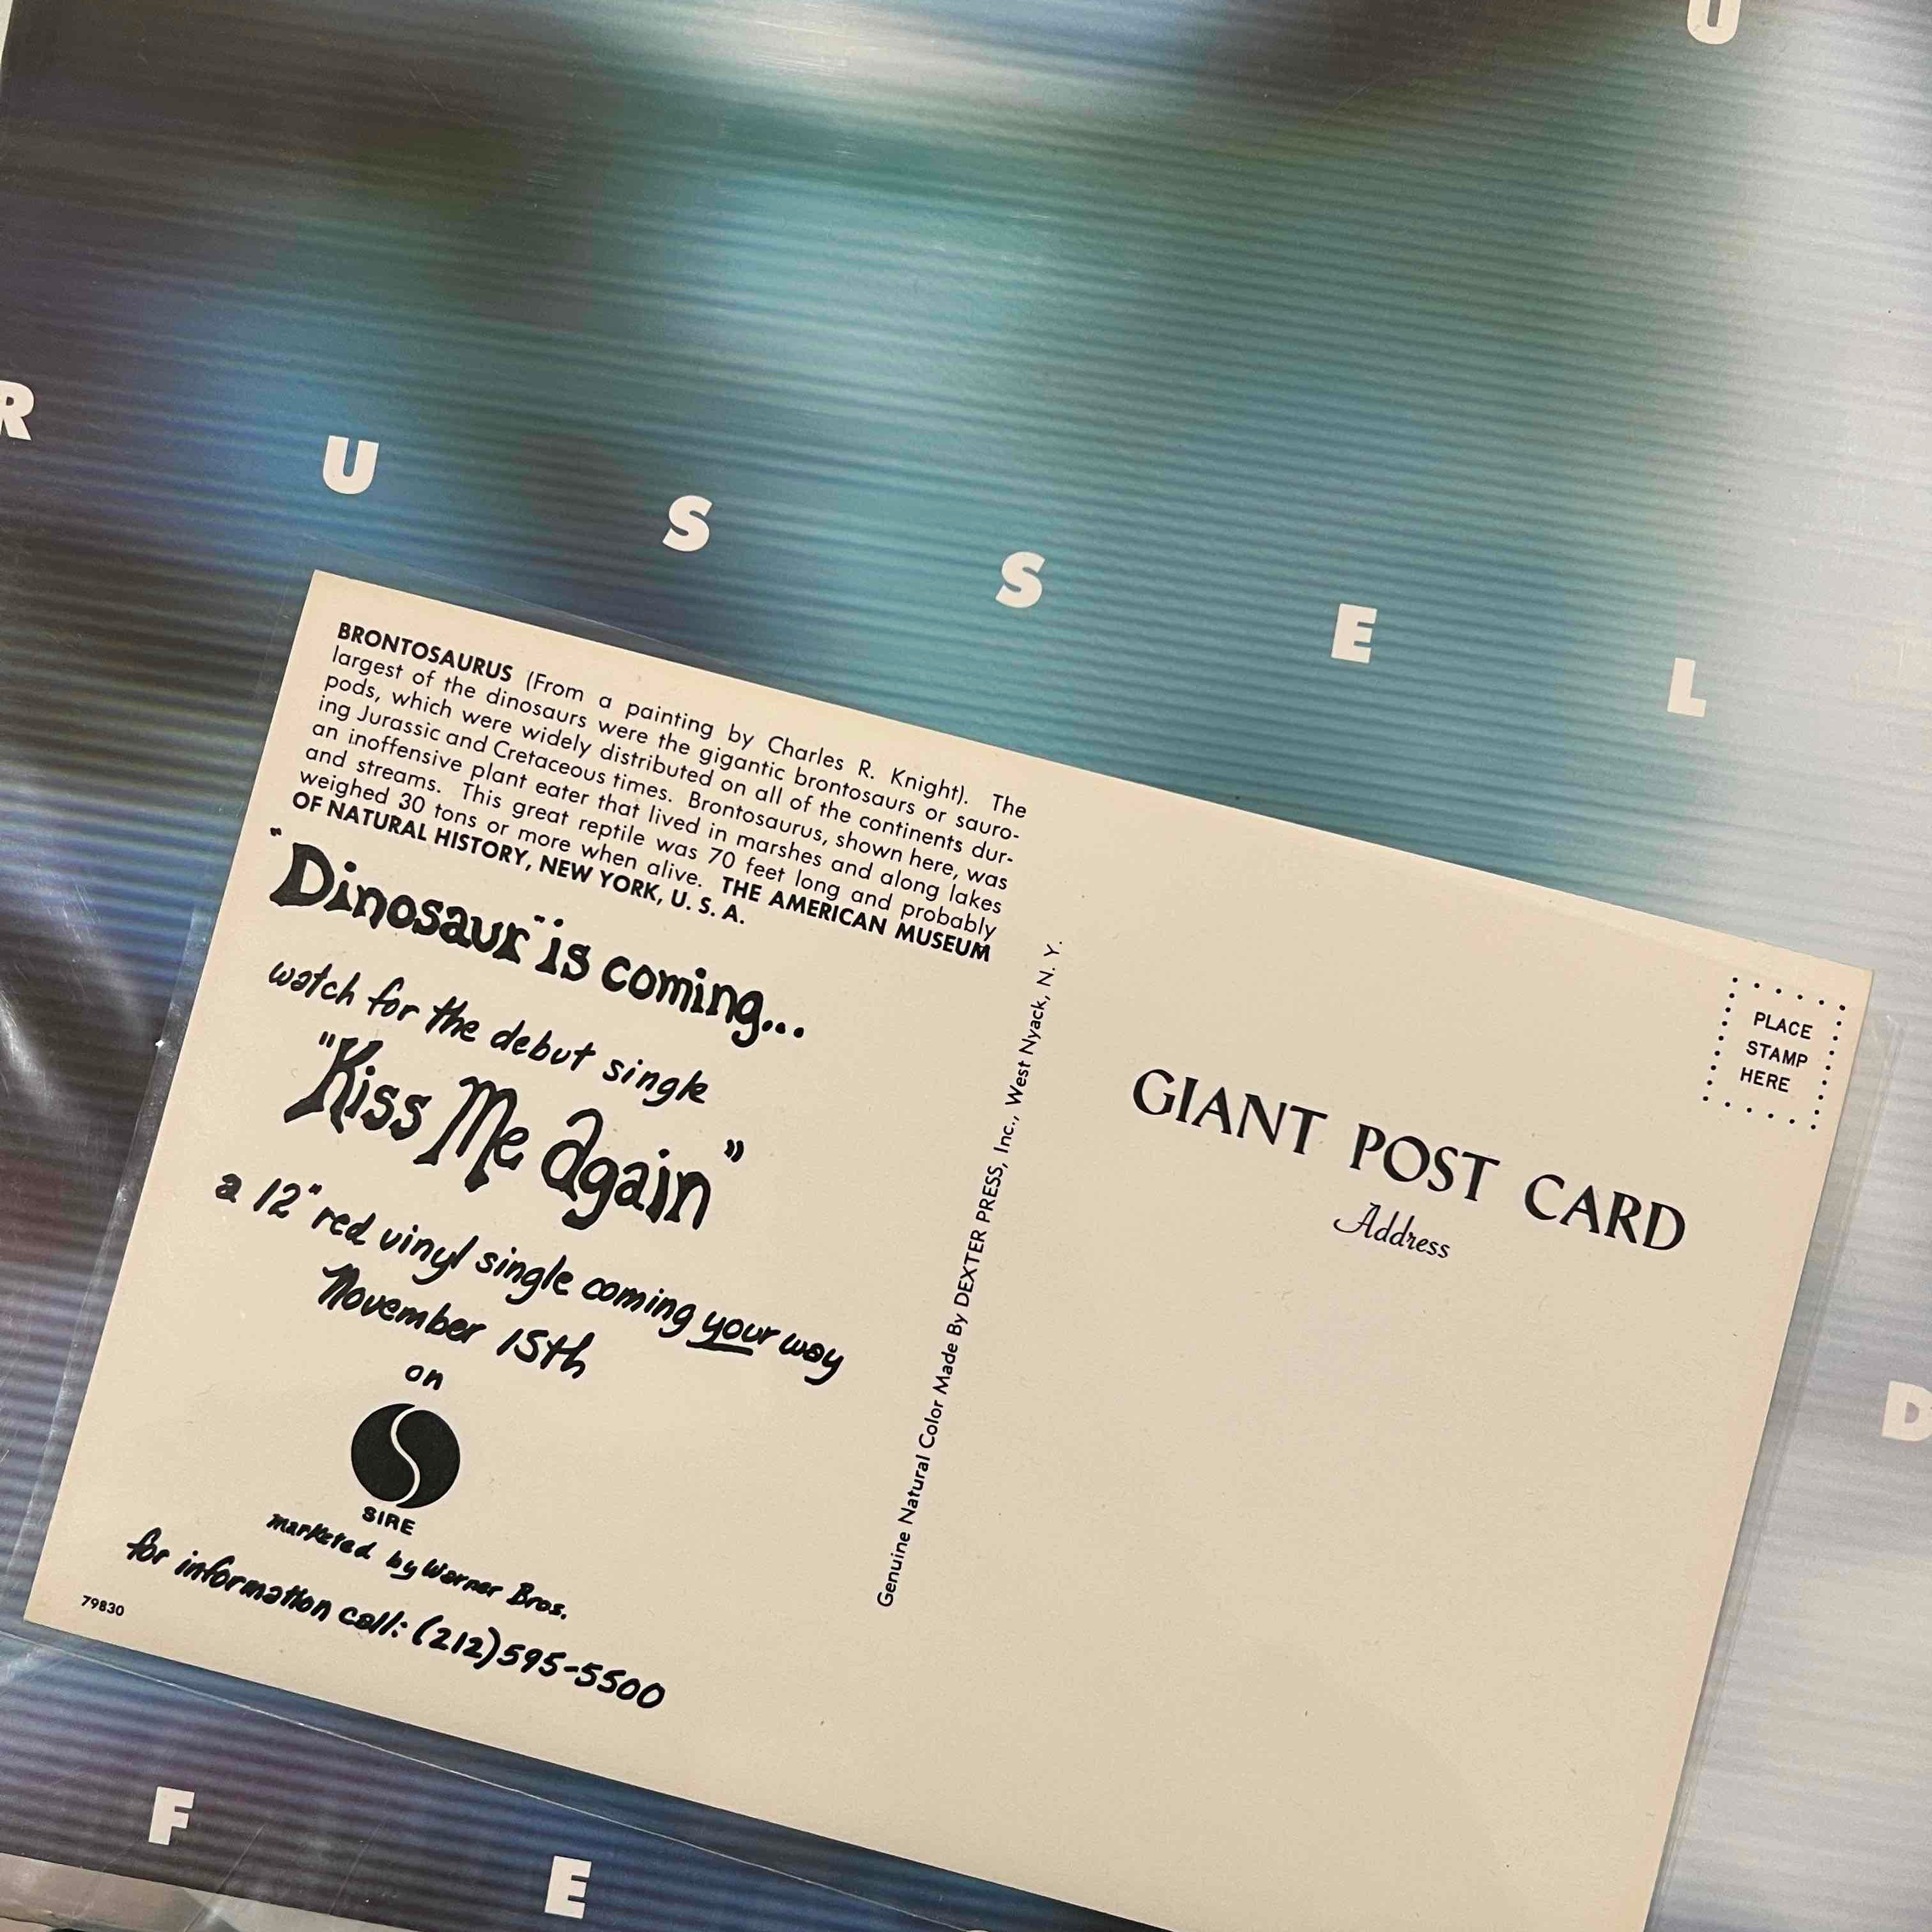 U
R U S S E L
BRONTOSAURUS (From a painting by Charles R. Knight). The
largest of the dinosaurs were the gigantic brontosaurs or sauro-
pods, which were widely distributed on all of the continents dur-
ing Jurassic and Cretaceous times. Brontosaurus, shown here, was
an inoffensive plant eater that lived in marshes and along lakes
and streams. This great reptile was 70 feet long and probably
weighed 30 tons or more when alive. THE AMERICAN MUSEUM
OF NATURAL HISTORY, NEW YORK, U. S. A.
"Dinosaur" is coming...
watch for the debut single
"Kiss Me Again"
a 12" red vinyl single coming your way
November 15th
on
SIRE
marketed by Warner Bros.
for information call: (212) 595-5500
79830
Genuine Natural Color Made By DEXTER PRESS, Inc., West Nyack, N. Y.
PLACE
STAMP
HERE
GIANT POST CARD
Address
D
F E